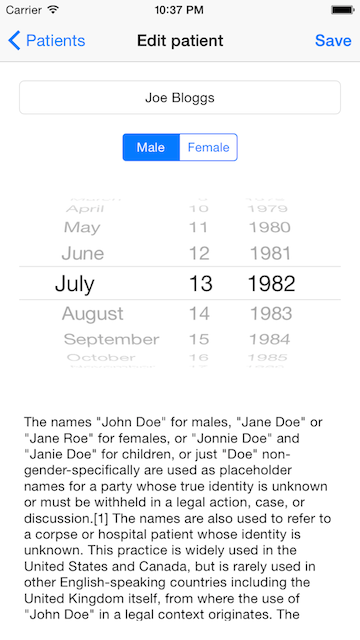 Carrier 10:37 PM
Patients Edit patient Save
Joe Bloggs
Male Female
April 10 1979
May 11 1980
June 12 1981
July 13 1982
August 14 1983
September 15 1984
October 16 1985
The names "John Doe" for males, "Jane Doe" or
"Jane Roe" for females, or "Jonnie Doe" and
"Janie Doe" for children, or just "Doe" non-
gender-specifically are used as placeholder
names for a party whose true identity is unknown
or must be withheld in a legal action, case, or
discussion.[1] The names are also used to refer to
a corpse or hospital patient whose identity is
unknown. This practice is widely used in the
United States and Canada, but is rarely used in
other English-speaking countries including the
United Kingdom itself, from where the use of
"John Doe" in a legal context originates. The